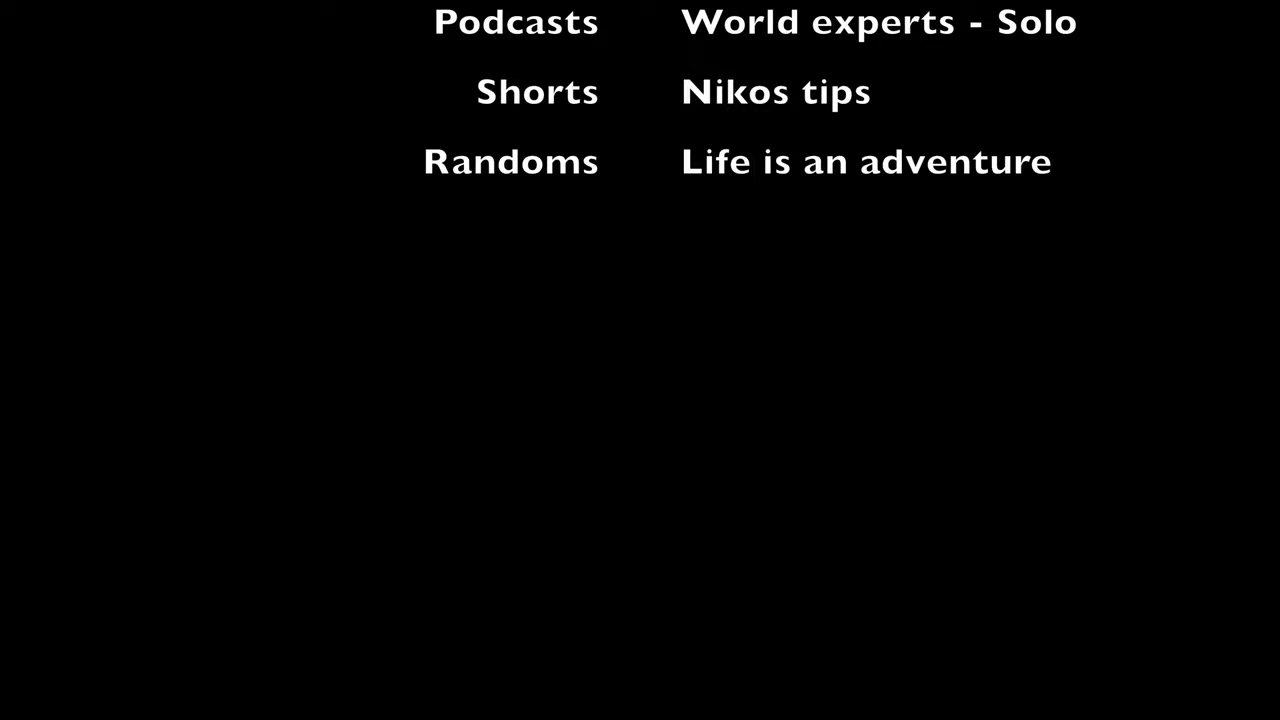 Podcasts World experts - Solo
Shorts Nikos tips
Randoms Life is an adventure